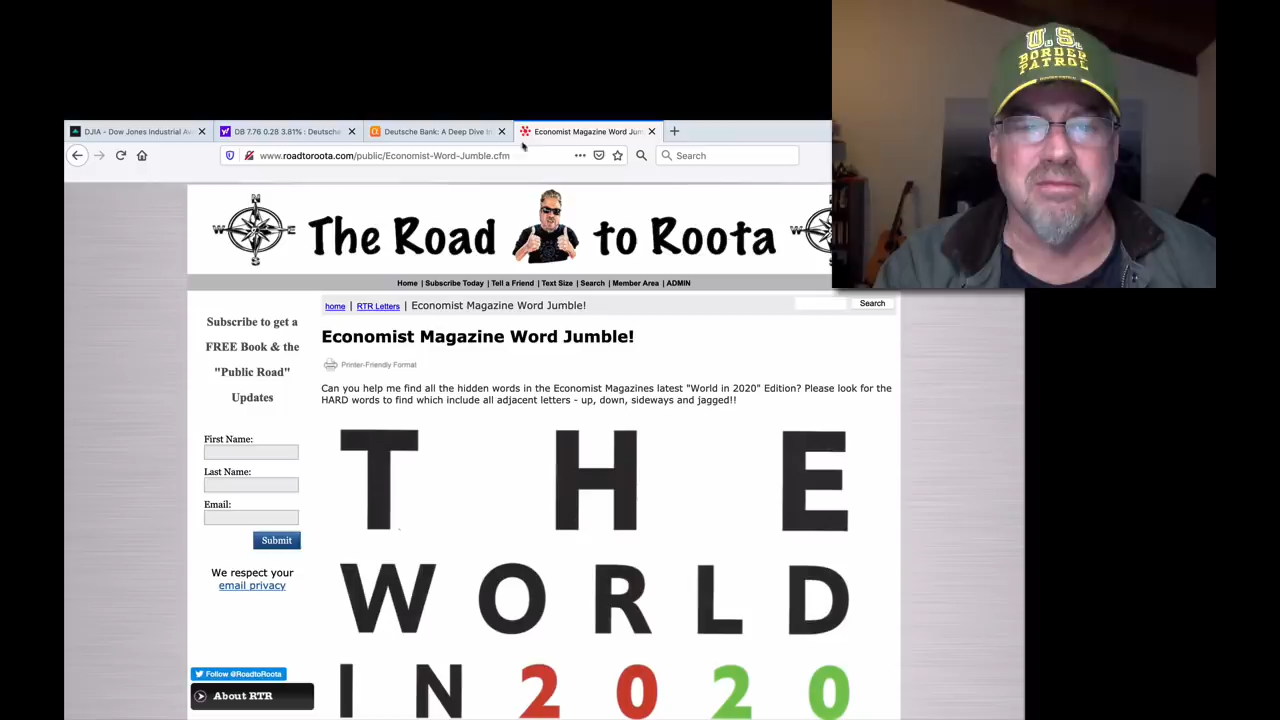 U.S.
BORDER
PATROL
DJIA - Dow Jones Industrial Av
DB 7.76 0.28 3.81% : Deutsche
Deutsche Bank: A Deep Dive In
Economist Magazine Word Jum
www.roadtoroota.com/public/Economist-Word-Jumble.cfm
Search
The Road to Roota
Home | Subscribe Today | Tell a Friend | Text Size | Search | Member Area | ADMIN
home | RTR Letters | Economist Magazine Word Jumble!
Search
Subscribe to get a
FREE Book & the
"Public Road"
Updates
First Name:
Last Name:
Email:
Submit
We respect your
email privacy
Follow @RoadtoRoota
About RTR
Economist Magazine Word Jumble!
Printer-Friendly Format
Can you help me find all the hidden words in the Economist Magazines latest "World in 2020" Edition? Please look for the
HARD words to find which include all adjacent letters - up, down, sideways and jagged!!
T H E
W O R L D
I N 2 0 2 0